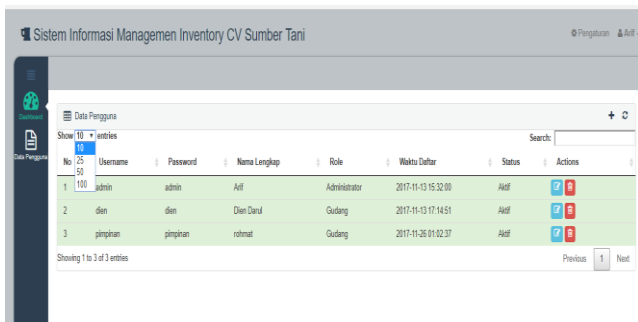 Sistem Informasi Managemen Inventory CV Sumber Tani
Pengaturan Arif
Dashboard
Data Pengguna
Data Pengguna
Show 10 entries
Search:
10
25
50
100
No Username Password Nama Lengkap Role Waktu Daftar Status Actions
1 admin admin Arif Administrator 2017-11-13 15:32:00 Aktif
2 dien dien Dien Darul Gudang 2017-11-13 17:14:51 Aktif
3 pimpinan pimpinan rohmat Gudang 2017-11-26 01:02:37 Aktif
Showing 1 to 3 of 3 entries
Previous 1 Next